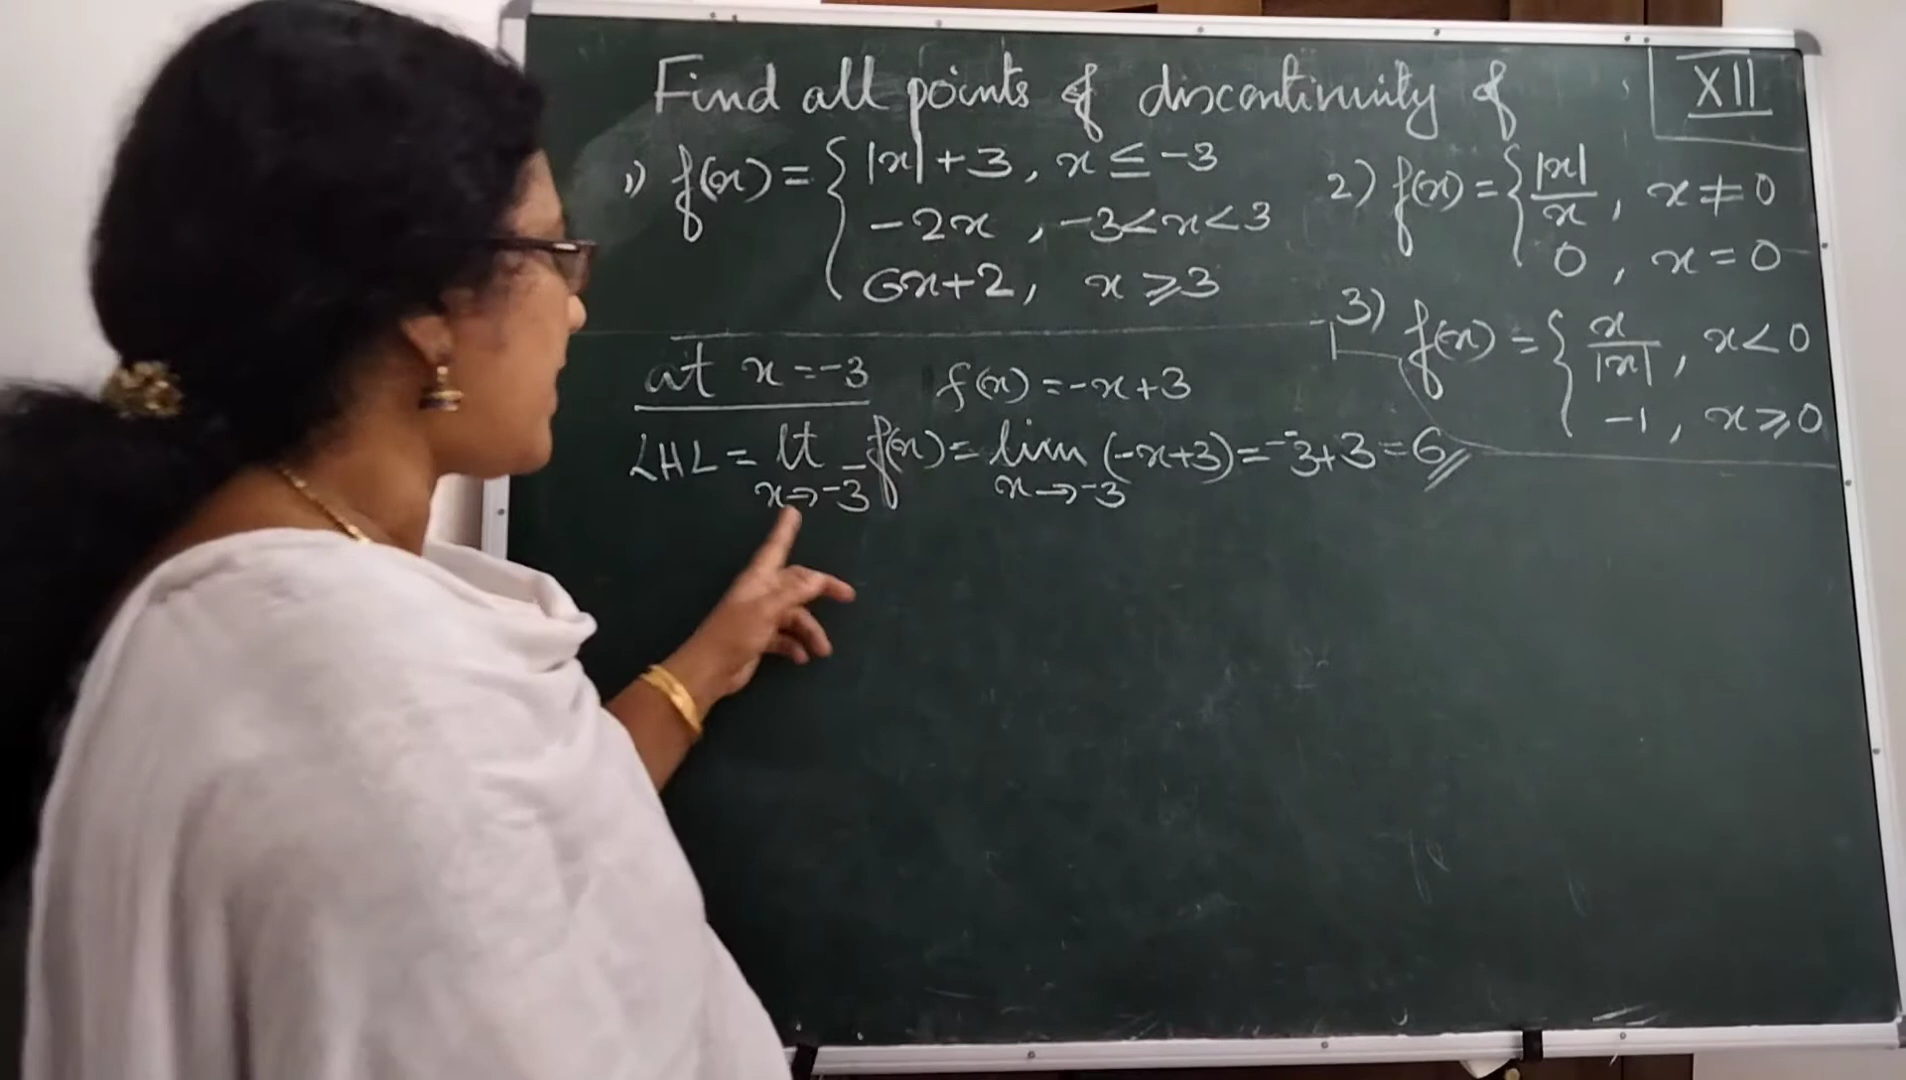 Find all points of discontinuity of
XII
1) f(x) = { |x| + 3, x ≤ -3
-2x , -3<x<3
6x+2, x ≥ 3
2) f(x) = { |x|/x , x ≠ 0
0 , x = 0
3) f(x) = { x/|x| , x < 0
-1 , x ≥ 0
at x = -3 f(x) = -x+3
LHL = lt x→-3⁻ f(x) = lim x→-3 (-x+3) = --3+3 = 6